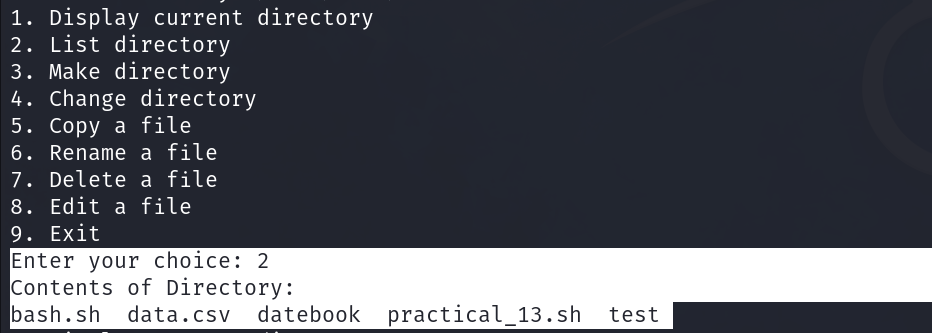 1. Display current directory
2. List directory
3. Make directory
4. Change directory
5. Copy a file
6. Rename a file
7. Delete a file
8. Edit a file
9. Exit
Enter your choice: 2
Contents of Directory:
bash.sh  data.csv  datebook  practical_13.sh  test